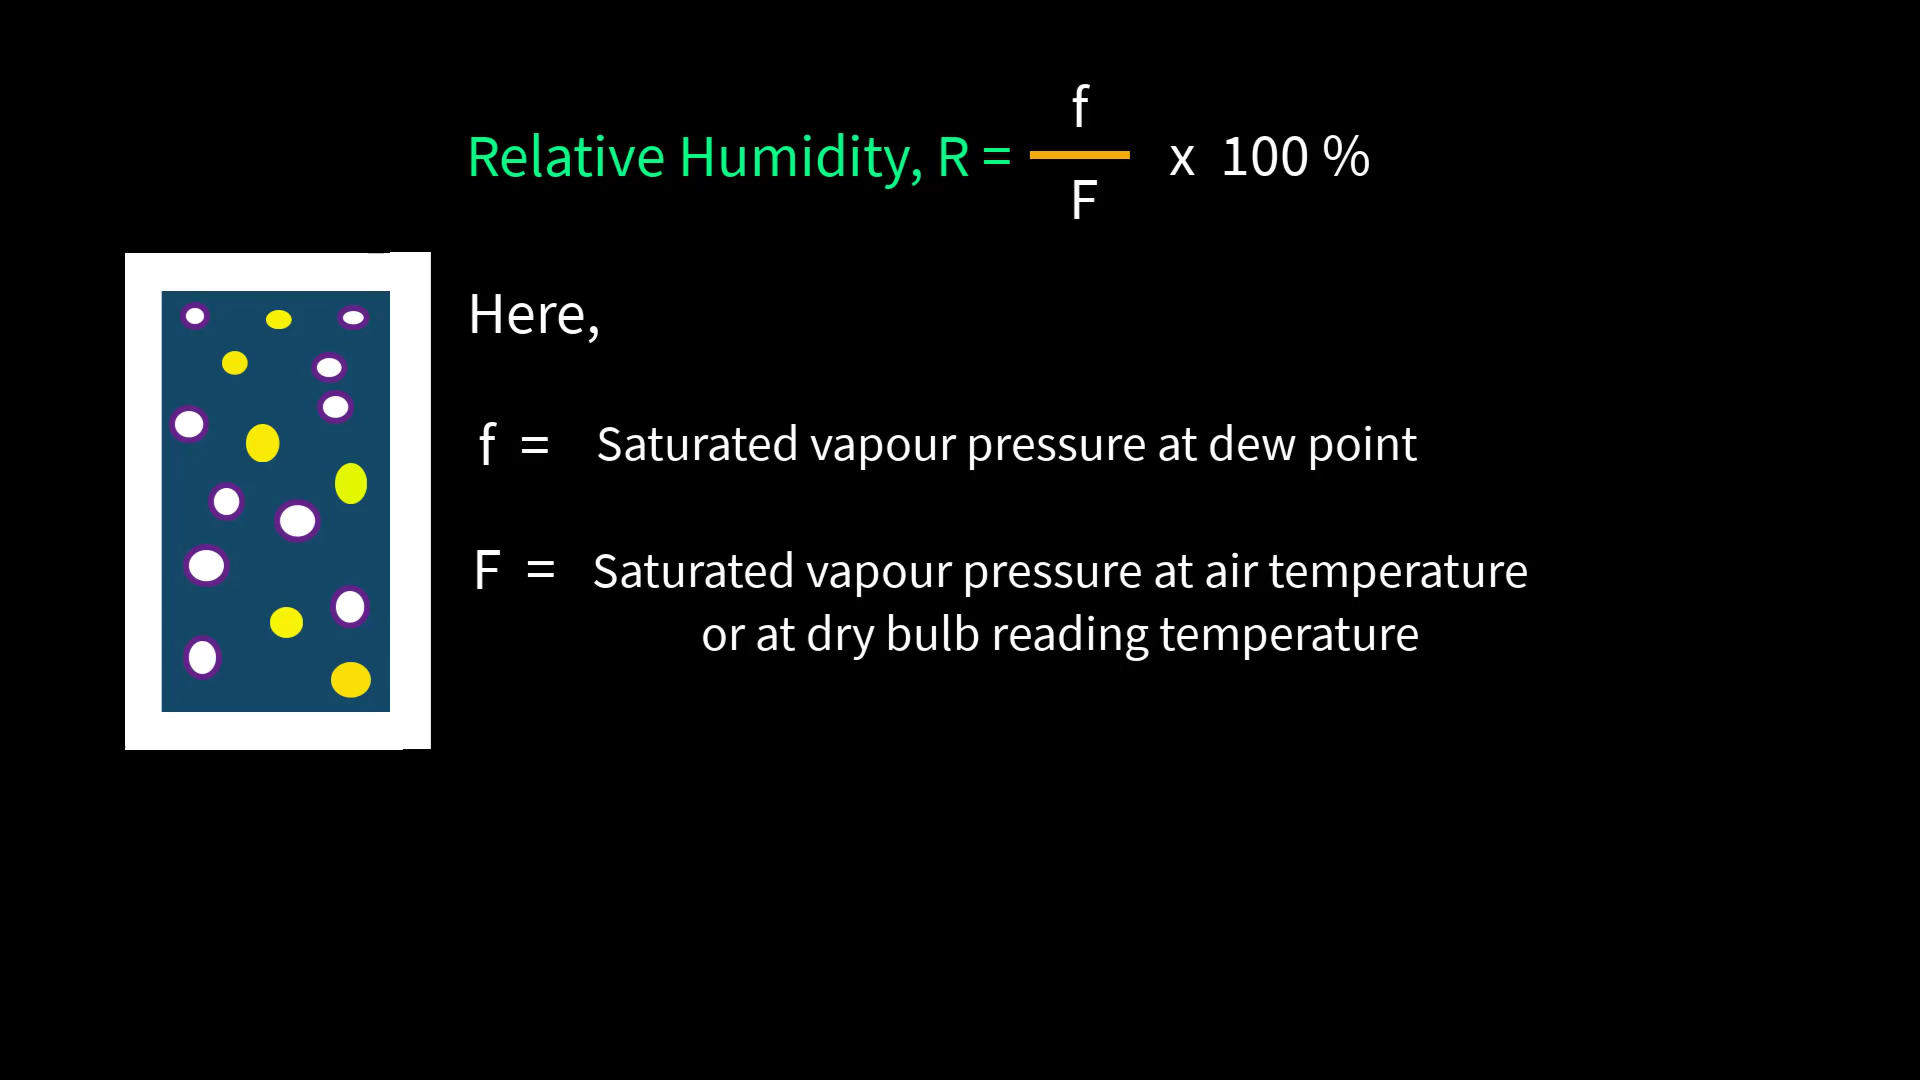 f
Relative Humidity, R = x 100 %
F
Here,
f = Saturated vapour pressure at dew point
F = Saturated vapour pressure at air temperature
or at dry bulb reading temperature